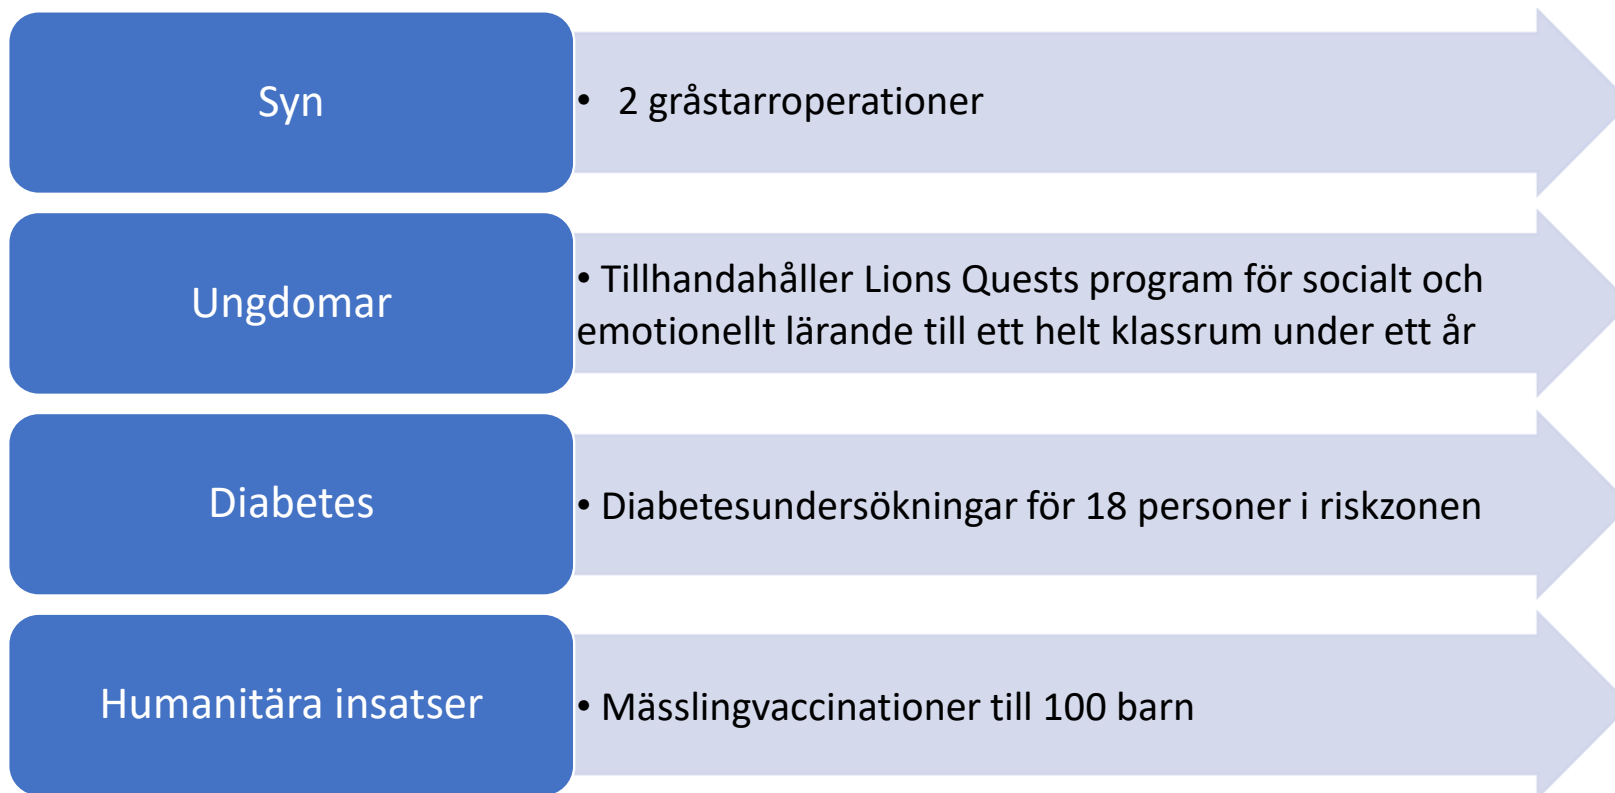 Syn
• 2 gråstarroperationer
Ungdomar
• Tillhandahåller Lions Quests program för socialt och
emotionellt lärande till ett helt klassrum under ett år
Diabetes
• Diabetesundersökningar för 18 personer i riskzonen
Humanitära insatser
• Mässlingvaccinationer till 100 barn